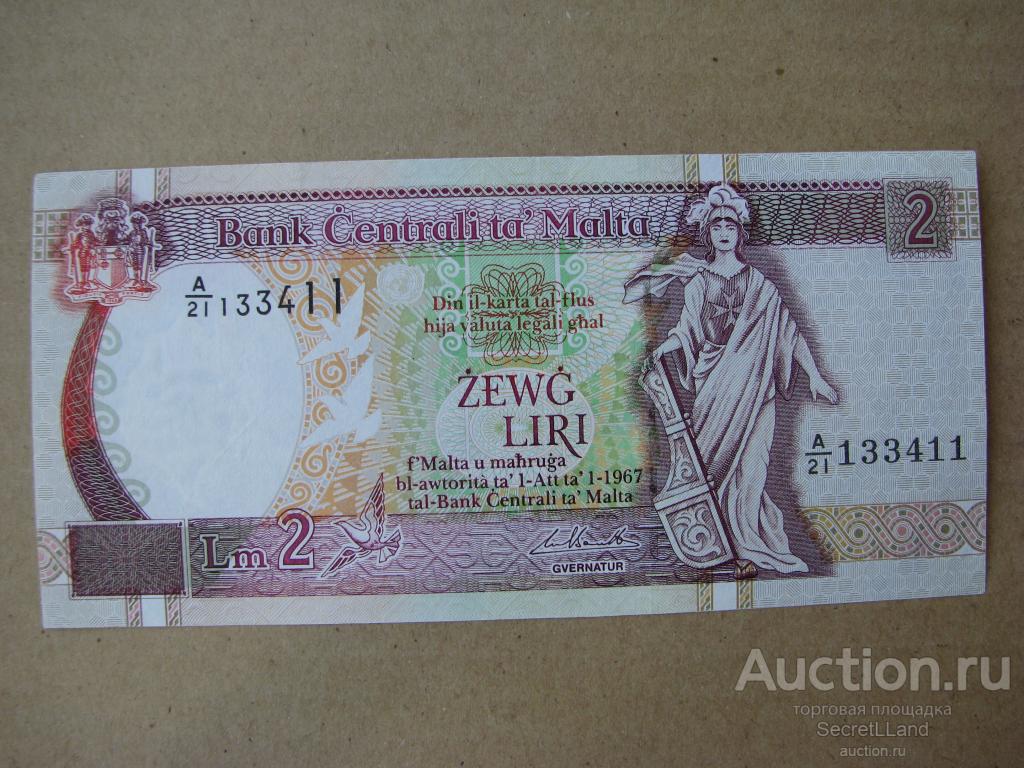 Bank Ċentrali ta' Malta
2
A/21 133411
Din il-karta tal-flus
hija valuta legali għal
ŻEWĠ
LIRI
f'Malta u maħruġa
bl-awtorità ta' l-Att ta' l-1967
tal-Bank Ċentrali ta' Malta
A/21 133411
Lm 2
GVERNATUR
Auction.ru
торговая площадка
SecretLLand
auction.ru